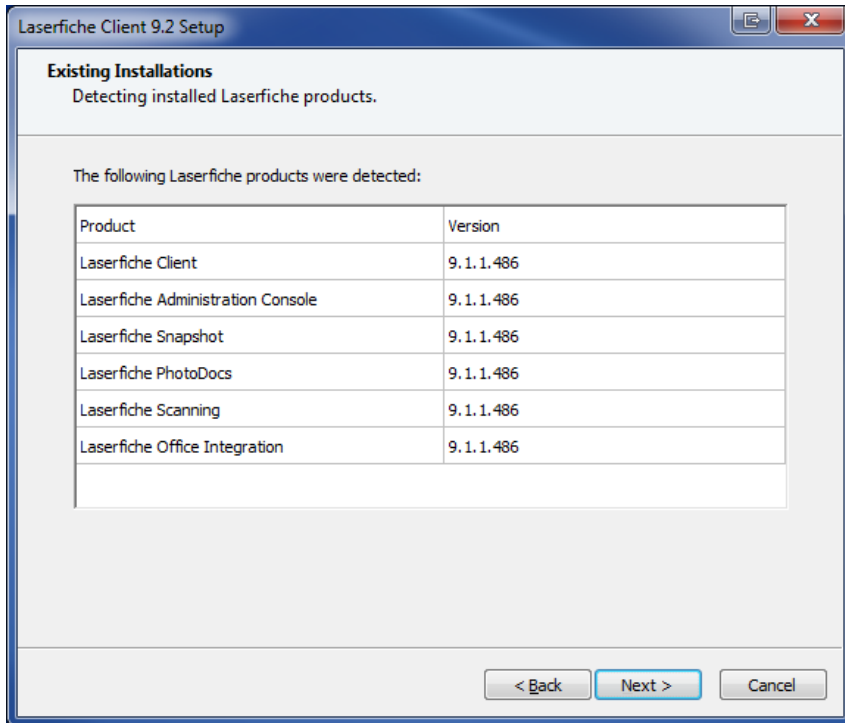 Laserfiche Client 9.2 Setup
Existing Installations
Detecting installed Laserfiche products.
The following Laserfiche products were detected:
Product Version
Laserfiche Client 9.1.1.486
Laserfiche Administration Console 9.1.1.486
Laserfiche Snapshot 9.1.1.486
Laserfiche PhotoDocs 9.1.1.486
Laserfiche Scanning 9.1.1.486
Laserfiche Office Integration 9.1.1.486
< Back Next > Cancel